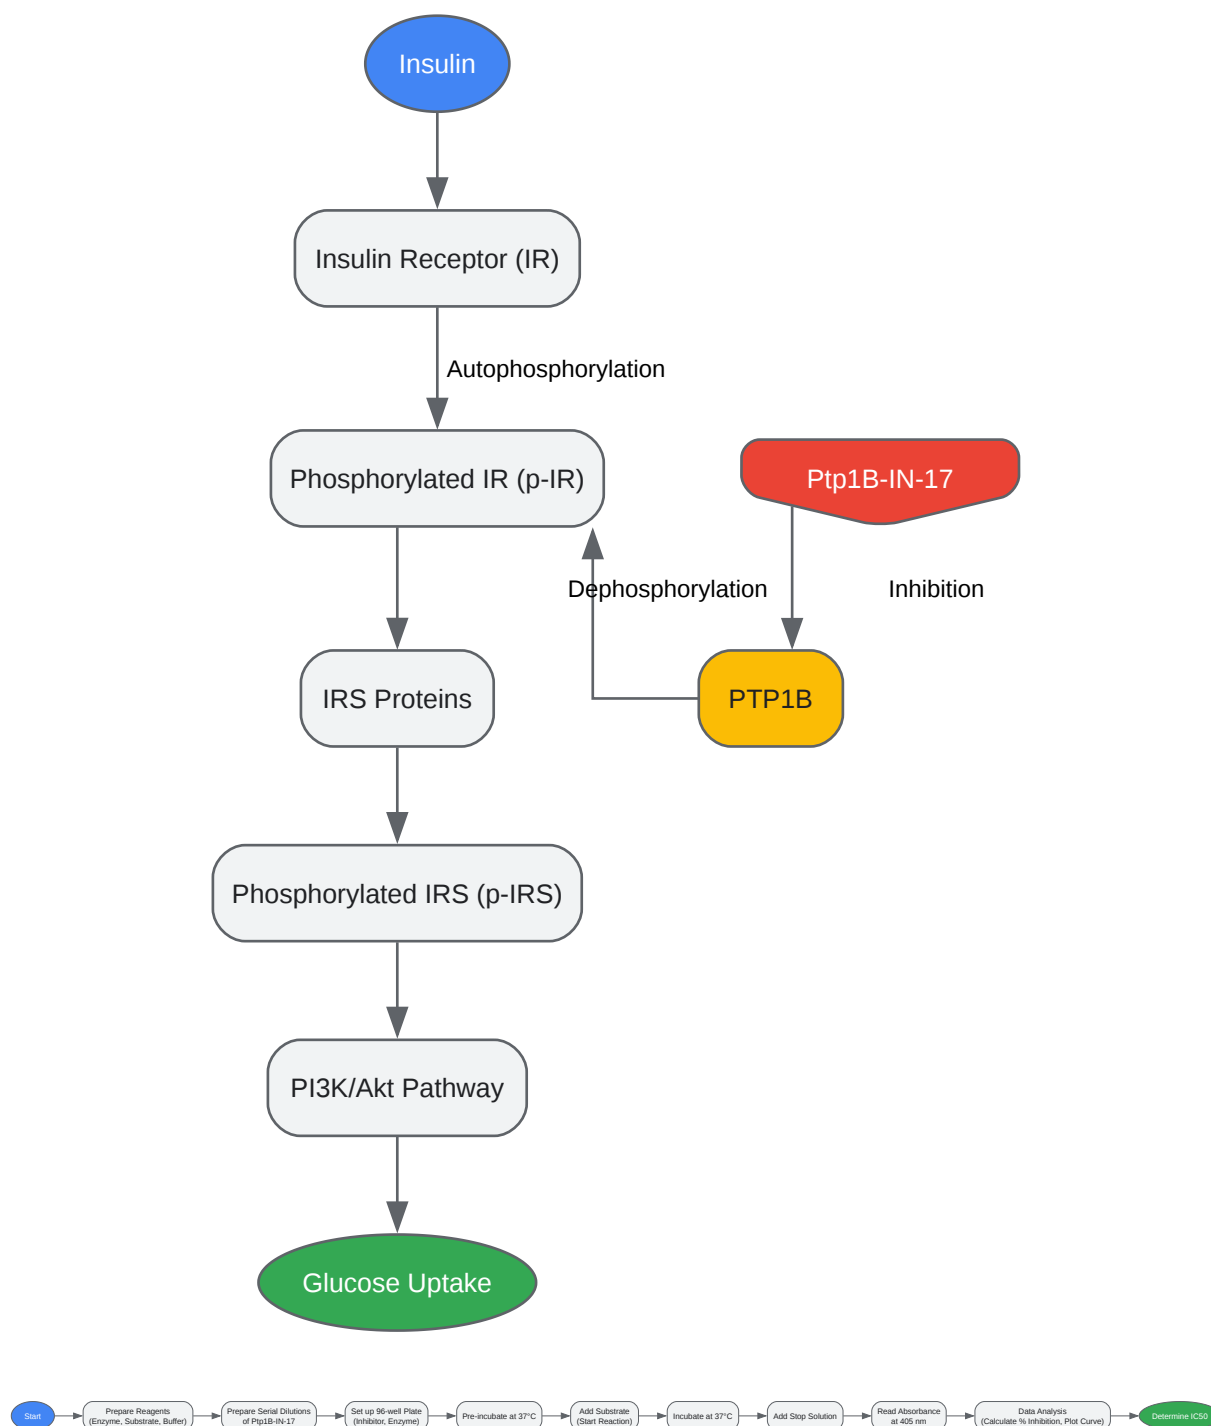 Insulin
Insulin Receptor (IR)
Autophosphorylation
Phosphorylated IR (p-IR)
Ptp1B-IN-17
Dephosphorylation
Inhibition
IRS Proteins
PTP1B
Phosphorylated IRS (p-IRS)
PI3K/Akt Pathway
Glucose Uptake
Start
Prepare Reagents
(Enzyme, Substrate, Buffer)
Prepare Serial Dilutions
of Ptp1B-IN-17
Set up 96-well Plate
(Inhibitor, Enzyme)
Pre-incubate at 37°C
Add Substrate
(Start Reaction)
Incubate at 37°C
Add Stop Solution
Read Absorbance
at 405 nm
Data Analysis
(Calculate % Inhibition, Plot Curve)
Determine IC50